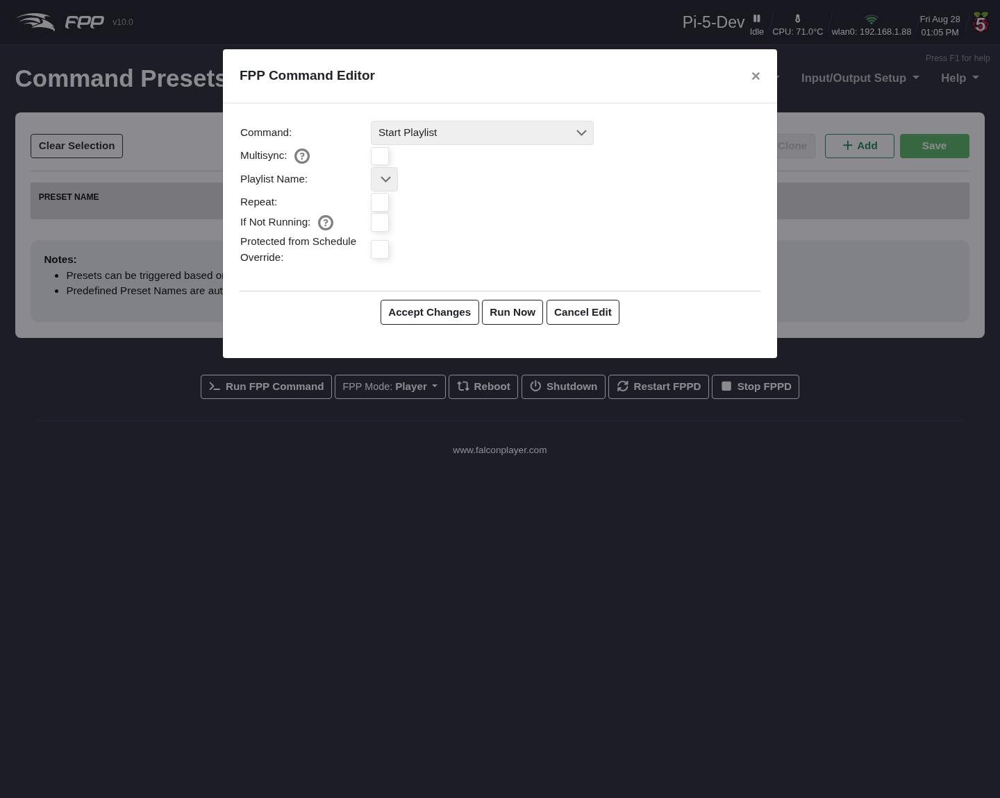 FPP v10.0
Pi-5-Dev
Idle
CPU: 71.0°C
wlan0: 192.168.1.88
Fri Aug 28
01:05 PM
5
Press F1 for help
Command Presets
Input/Output Setup
Help
FPP Command Editor
×
Clear Selection
Clone
Add
Save
PRESET NAME
Command:
Start Playlist
Multisync: ?
Playlist Name:
Repeat:
If Not Running: ?
Protected from Schedule
Override:
Notes:
Presets can be triggered based
Predefined Preset Names are
Accept Changes
Run Now
Cancel Edit
Run FPP Command
FPP Mode: Player
Reboot
Shutdown
Restart FPPD
Stop FPPD
www.falconplayer.com